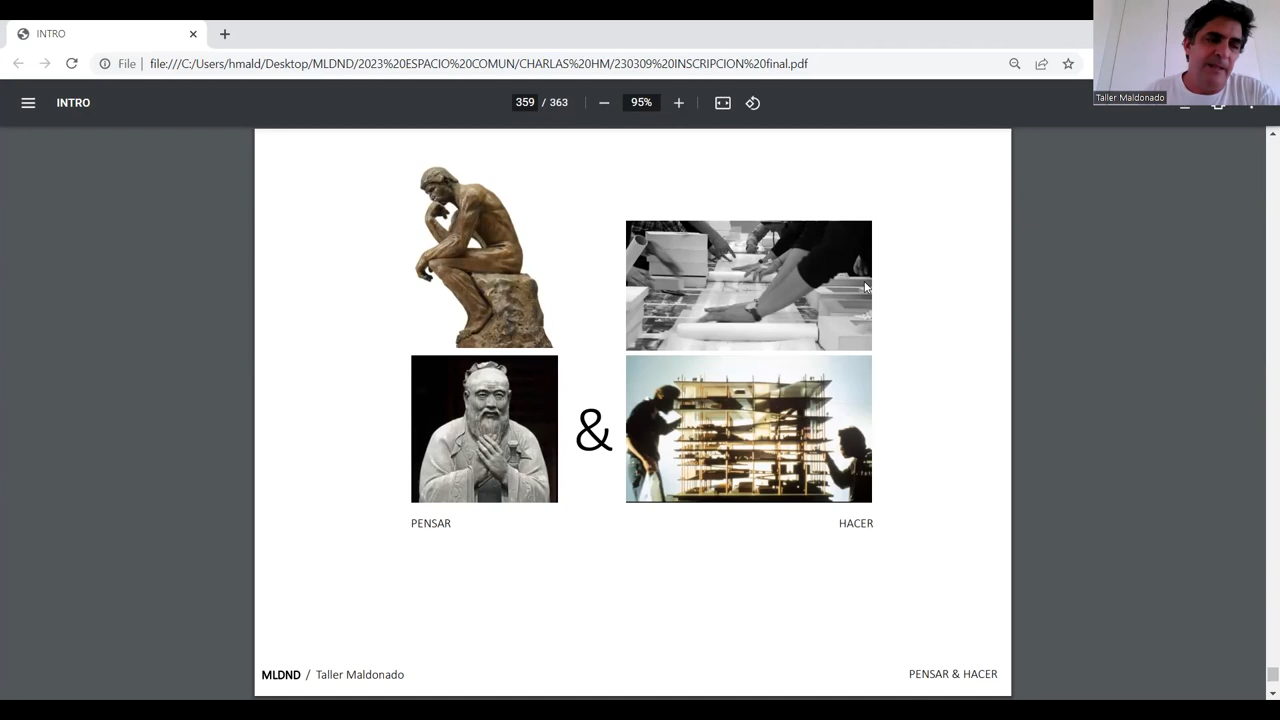 INTRO
File
file:///C:/Users/hmald/Desktop/MLDND/2023%20ESPACIO%20COMUN/CHARLAS%20HM/230309%20INSCRIPCION%20final.pdf
Taller Maldonado
INTRO
359 / 363
95%
&
PENSAR
HACER
MLDND / Taller Maldonado
PENSAR & HACER